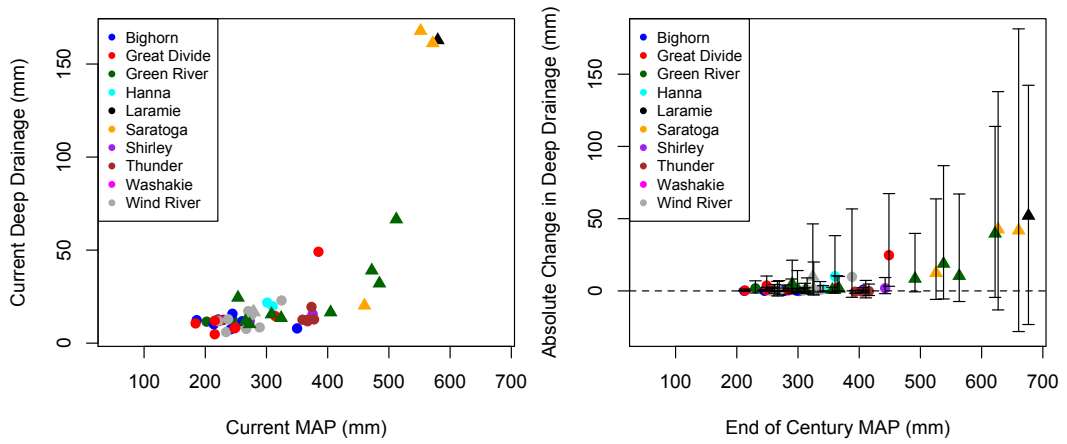 Current Deep Drainage (mm)
150
100
50
0
Bighorn
Great Divide
Green River
Hanna
Laramie
Saratoga
Shirley
Thunder
Washakie
Wind River
100 200 300 400 500 600 700
Current MAP (mm)
Absolute Change in Deep Drainage (mm)
150
100
50
0
Bighorn
Great Divide
Green River
Hanna
Laramie
Saratoga
Shirley
Thunder
Washakie
Wind River
100 200 300 400 500 600 700
End of Century MAP (mm)